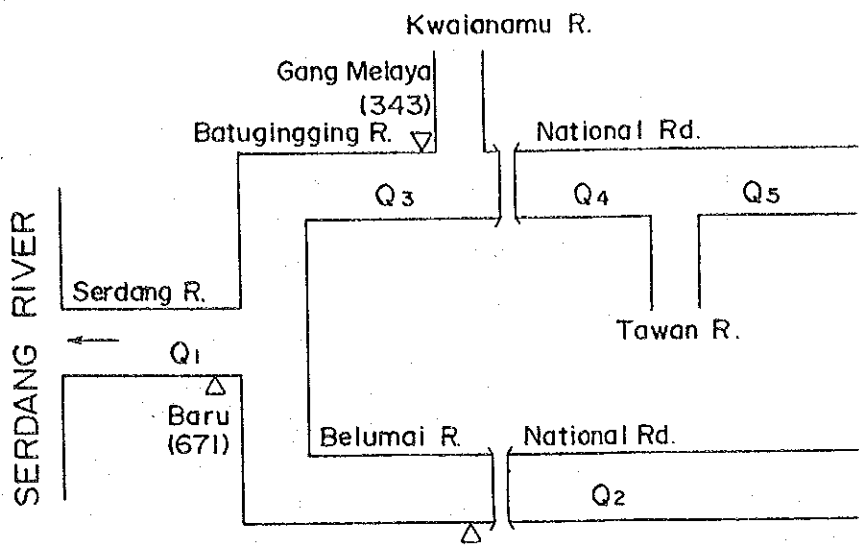 Kwaianamu R.
Gang Melaya
(343)
Batugingging R.
National Rd.
Q3
Q4
Q5
SERDANG RIVER
Serdang R.
Q1
Tawan R.
Baru
(671)
Belumai R.
National Rd.
Q2